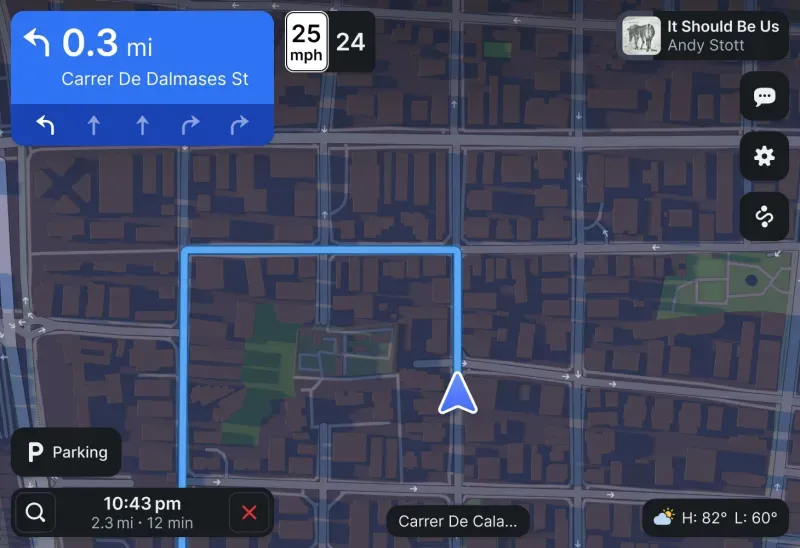 0.3 mi
Carrer De Dalmases St
25
mph
24
It Should Be Us
Andy Stott
P Parking
10:43 pm
2.3 mi · 12 min
Carrer De Cala...
H: 82° L: 60°